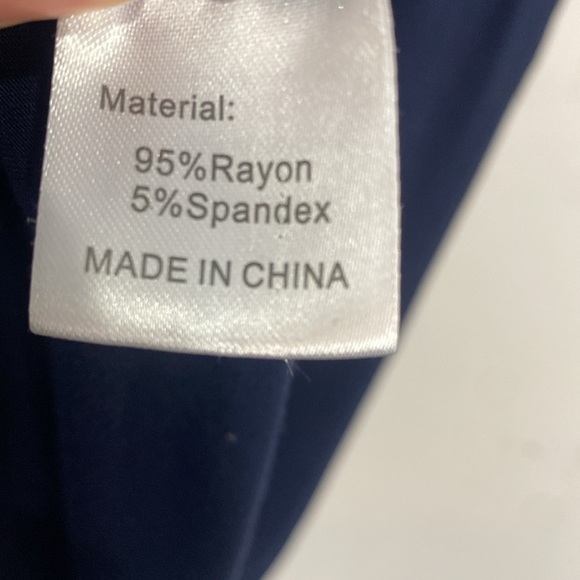 Material:
95%Rayon
5%Spandex
MADE IN CHINA